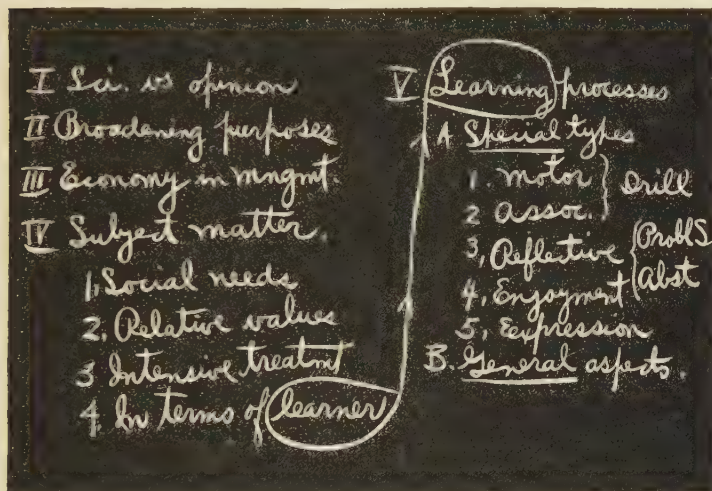 I Sci. vs opinion
II Broadening purposes
III Economy in mngmt.
IV Subject matter.
1. Social needs
2. Relative values
3 Intensive treatmt
4. In terms of learner
V Learning processes
A Special types
1. Motor } Drill
2 Assoc. }
3. Reflective { Probl S
4. Enjoyment { Abst
5. Expression
B. General aspects.